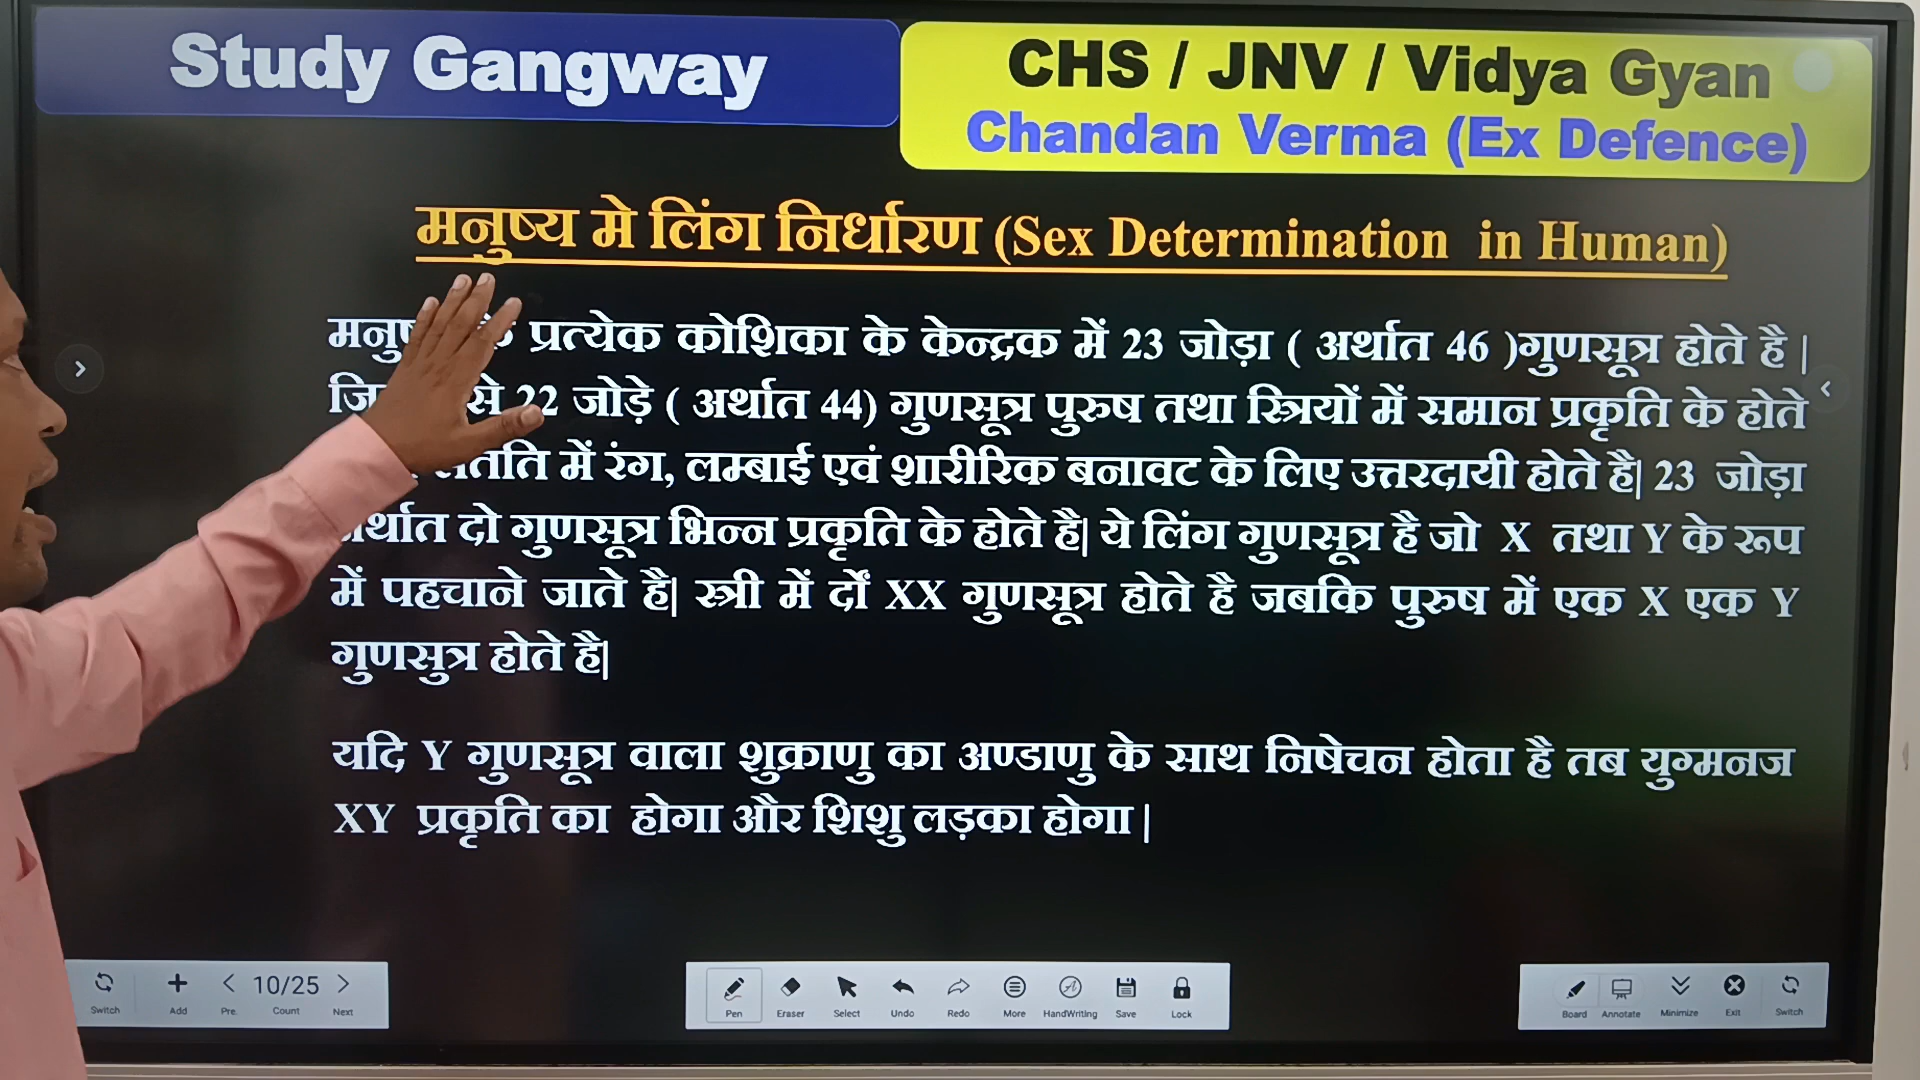 Study Gangway
CHS / JNV / Vidya Gyan
Chandan Verma (Ex Defence)
मनुष्य मे लिंग निर्धारण (Sex Determination in Human)
प्रत्येक कोशिका के केन्द्रक में 23 जोड़ा ( अर्थात 46 )गुणसूत्र होते है |
से 22 जोड़े ( अर्थात 44) गुणसूत्र पुरुष तथा स्त्रियों में समान प्रकृति के होते
में रंग, लम्बाई एवं शारीरिक बनावट के लिए उत्तरदायी होते है| 23 जोड़ा
दो गुणसूत्र भिन्न प्रकृति के होते है| ये लिंग गुणसूत्र है जो X तथा Y के रूप
में पहचाने जाते है| स्त्री में दों XX गुणसूत्र होते है जबकि पुरुष में एक X एक Y
गुणसुत्र होते है|
यदि Y गुणसूत्र वाला शुक्राणु का अण्डाणु के साथ निषेचन होता है तब युग्मनज
XY प्रकृति का होगा और शिशु लड़का होगा |
10/25
Switch Add Pre. Count Next
Pen Eraser Select Undo Redo More HandWriting Save Lock
Board Annotate Minimize Exit Switch